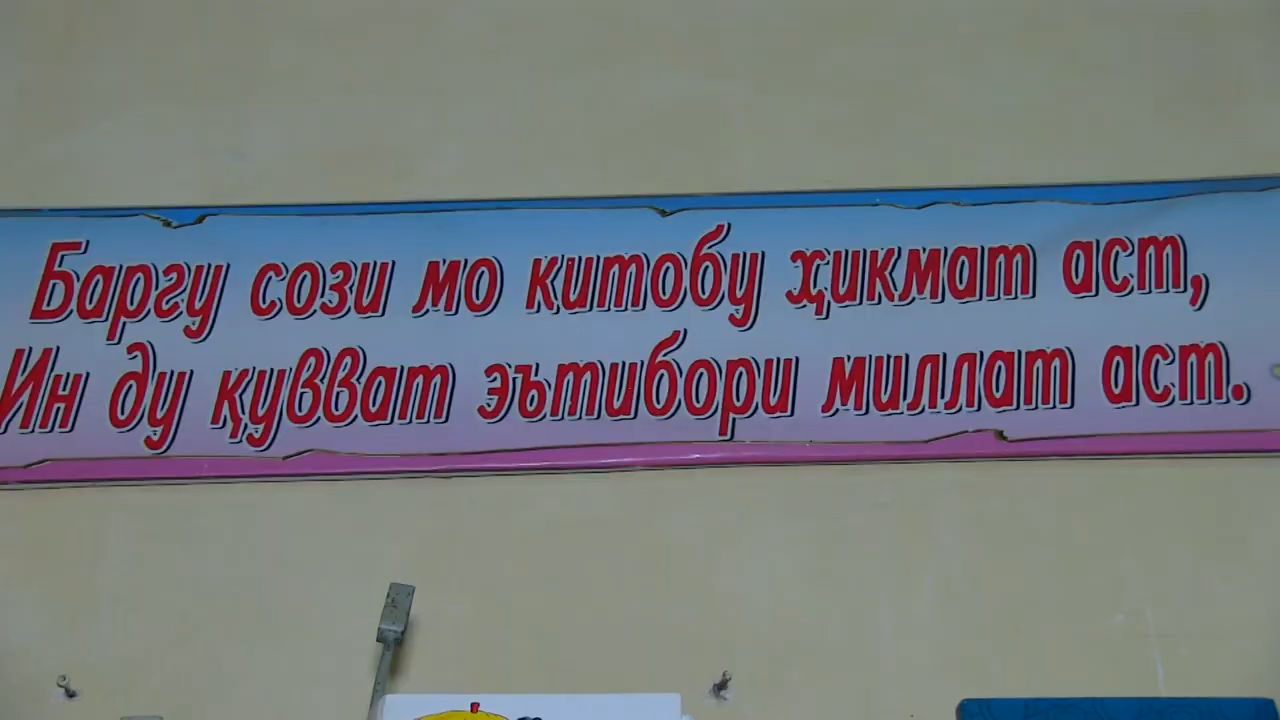 Баргу сози мо китобу ҳикмат аст,
Ин ду қувват эътибори миллат аст.